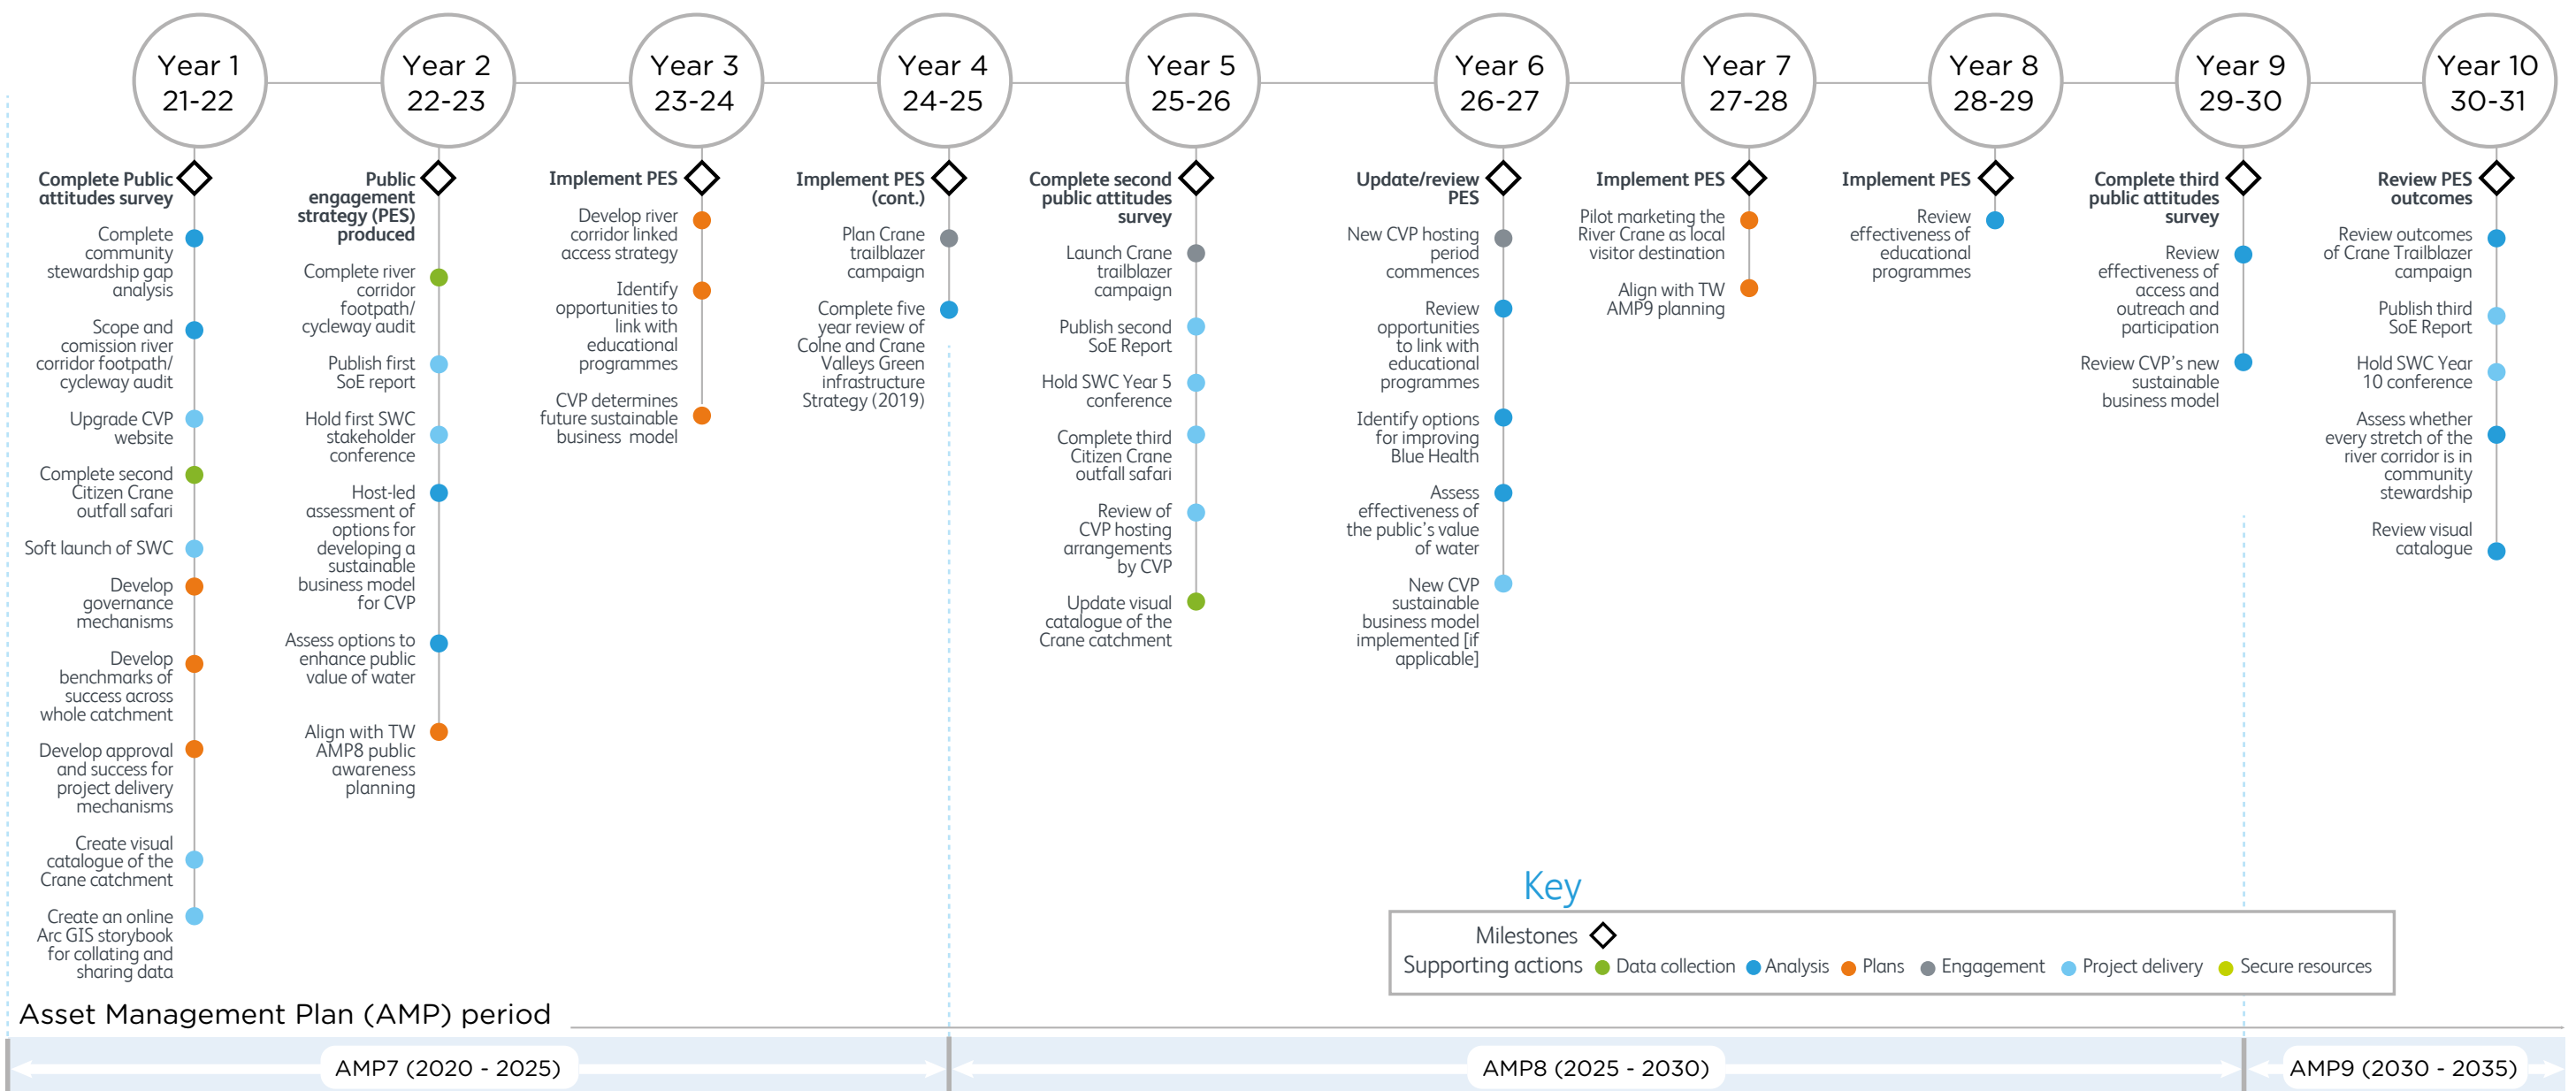 Year 1
21-22
Year 2
22-23
Year 3
23-24
Year 4
24-25
Year 5
25-26
Year 6
26-27
Year 7
27-28
Year 8
28-29
Year 9
29-30
Year 10
30-31
Complete Public
attitudes survey
Complete
community
stewardship gap
analysis
Scope and
comission river
corridor footpath/
cycleway audit
Upgrade CVP
website
Complete second
Citizen Crane
outfall safari
Soft launch of SWC
Develop
governance
mechanisms
Develop
benchmarks of
success across
whole catchment
Develop approval
and success for
project delivery
mechanisms
Create visual
catalogue of the
Crane catchment
Create an online
Arc GIS storybook
for collating and
sharing data
Public
engagement
strategy (PES)
produced
Complete river
corridor
footpath/
cycleway audit
Publish first
SoE report
Hold first SWC
stakeholder
conference
Host-led
assessment of
options for
developing a
sustainable
business model
for CVP
Assess options to
enhance public
value of water
Align with TW
AMP8 public
awareness
planning
Implement PES
Develop river
corridor linked
access strategy
Identify
opportunities to
link with
educational
programmes
CVP determines
future sustainable
business model
Implement PES
(cont.)
Plan Crane
trailblazer
campaign
Complete five
year review of
Colne and Crane
Valleys Green
infrastructure
Strategy (2019)
Complete second
public attitudes
survey
Launch Crane
trailblazer
campaign
Publish second
SoE Report
Hold SWC Year 5
conference
Complete third
Citizen Crane
outfall safari
Review of
CVP hosting
arrangements
by CVP
Update visual
catalogue of the
Crane catchment
Update/review
PES
New CVP hosting
period
commences
Review
opportunities
to link with
educational
programmes
Identify options
for improving
Blue Health
Assess
effectiveness of
the public's value
of water
New CVP
sustainable
business model
implemented [if
applicable]
Implement PES
Pilot marketing the
River Crane as local
visitor destination
Align with TW
AMP9 planning
Implement PES
Review
effectiveness of
educational
programmes
Complete third
public attitudes
survey
Review
effectiveness of
access and
outreach and
participation
Review CVP's new
sustainable
business model
Review PES
outcomes
Review outcomes
of Crane Trailblazer
campaign
Publish third
SoE Report
Hold SWC Year
10 conference
Assess whether
every stretch of the
river corridor is in
community
stewardship
Review visual
catalogue
Key
Milestones
Supporting actions Data collection Analysis Plans Engagement Project delivery Secure resources
Asset Management Plan (AMP) period
AMP7 (2020 - 2025)
AMP8 (2025 - 2030)
AMP9 (2030 - 2035)